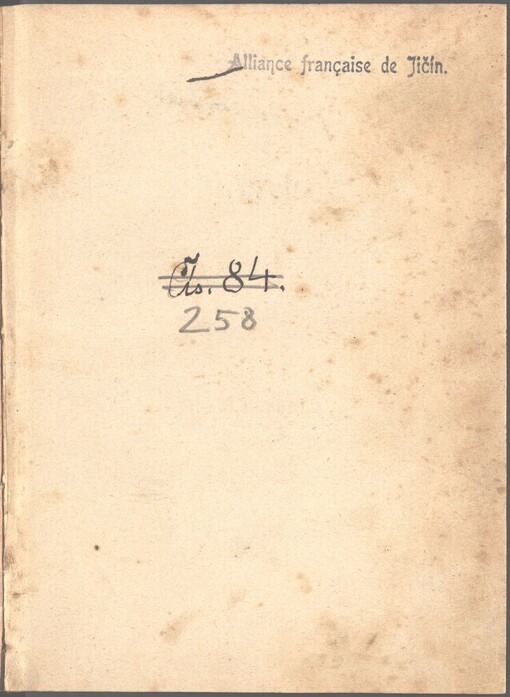 Alliance française de Jičín.
Čís. 84.
258